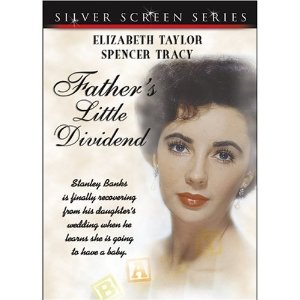 SILVER SCREEN SERIES
ELIZABETH TAYLOR
SPENCER TRACY
Father's
Little
Dividend
Stanley Banks
is finally recovering
from his daughter's
wedding when he
learns she is going
to have a baby.
B A